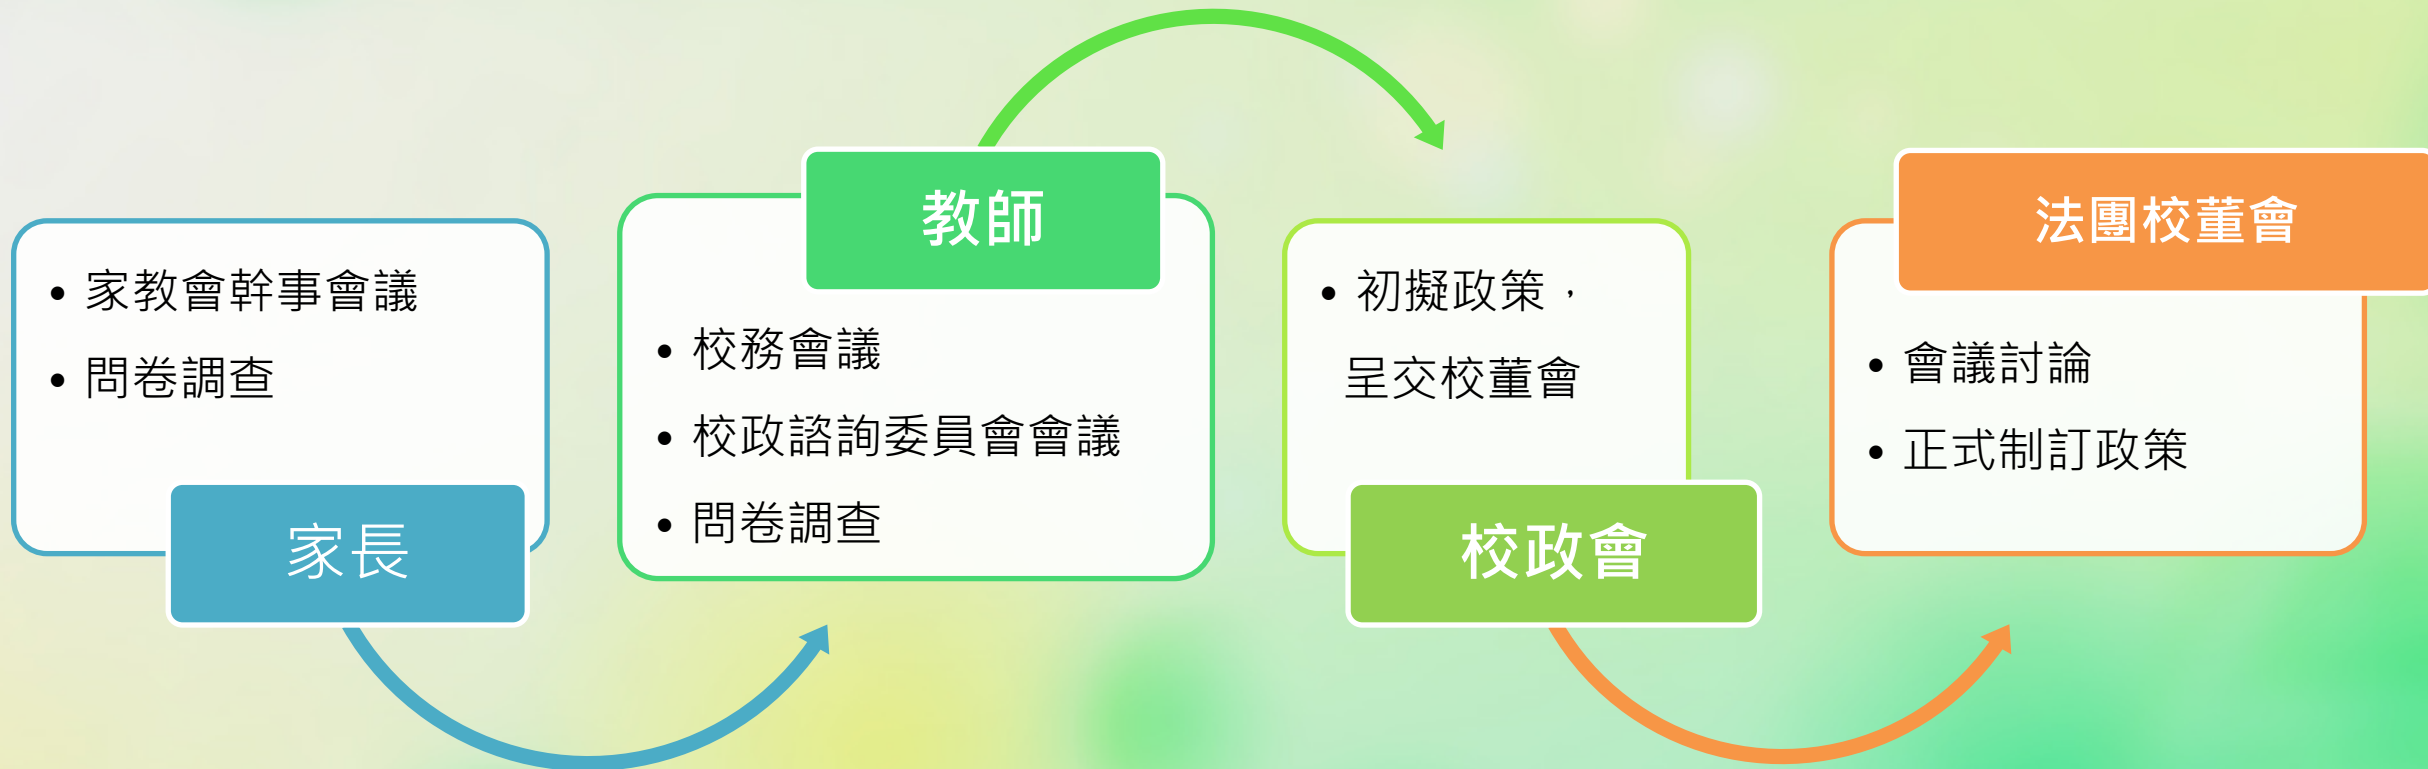 • 家教會幹事會議
• 問卷調查
家長
教師
• 校務會議
• 校政諮詢委員會會議
• 問卷調查
• 初擬政策，
呈交校董會
校政會
法團校董會
• 會議討論
• 正式制訂政策